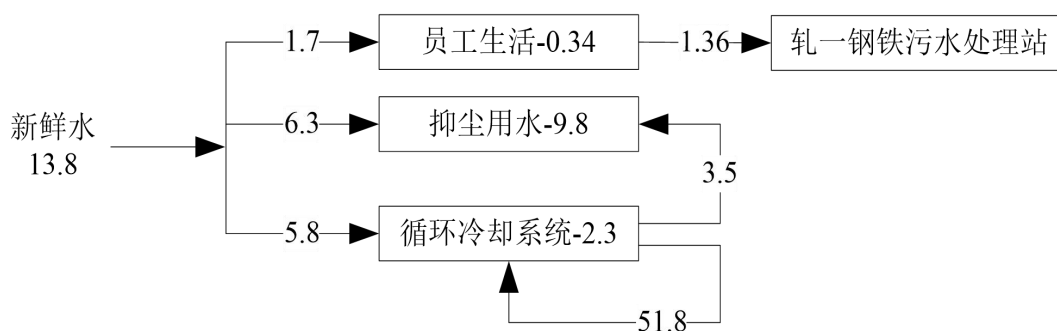 1.7
员工生活-0.34
1.36
轧一钢铁污水处理站
新鲜水
13.8
6.3
抑尘用水-9.8
3.5
5.8
循环冷却系统-2.3
51.8